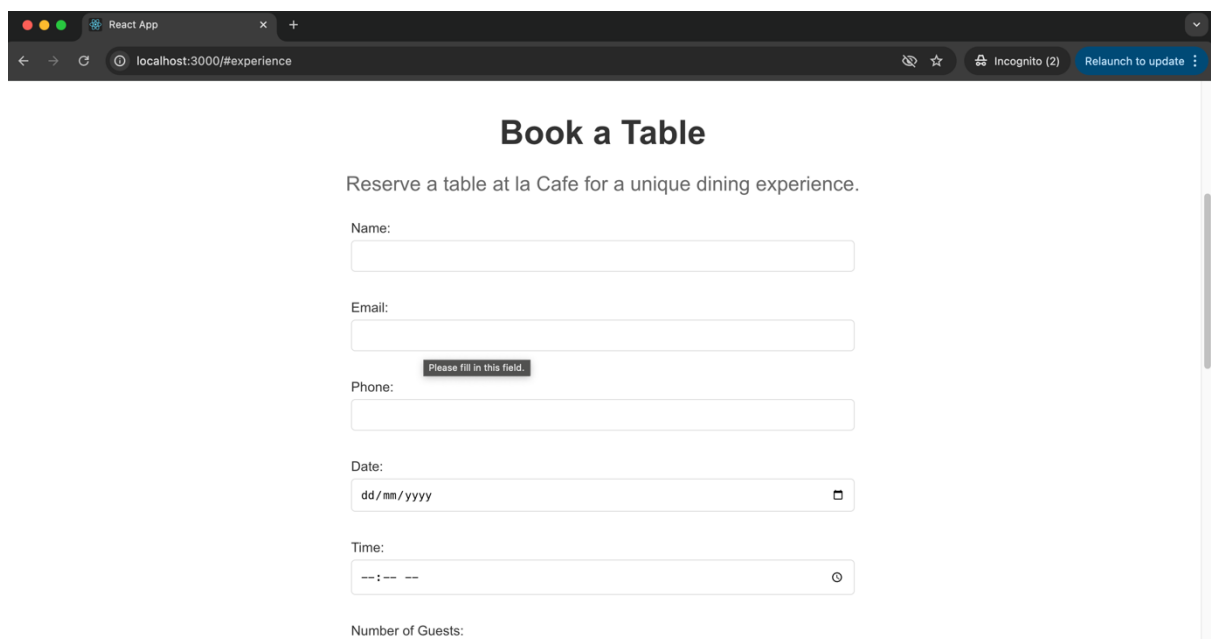 React App
localhost:3000/#experience
Incognito (2)
Relaunch to update
Book a Table
Reserve a table at la Cafe for a unique dining experience.
Name:
Email:
Please fill in this field.
Phone:
Date:
dd/mm/yyyy
Time:
--:-- --
Number of Guests: